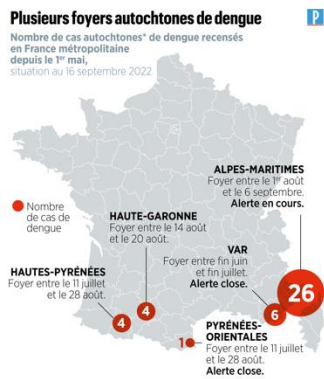 Plusieurs foyers autochtones de dengue
P
Nombre de cas autochtones* de dengue recensés
en France métropolitaine
depuis le 1er mai,
situation au 16 septembre 2022
ALPES-MARITIMES
Foyer entre le 1er août
et le 6 septembre.
Alerte en cours.
Nombre
de cas de
dengue
HAUTE-GARONNE
Foyer entre le 14 août
et le 20 août.
VAR
Foyer entre fin juin
et fin juillet.
Alerte close.
HAUTES-PYRÉNÉES
Foyer entre le 11 juillet
et le 28 août.
26
6
4
4
1
PYRÉNÉES-
ORIENTALES
Foyer entre le 11 juillet
et le 28 août.
Alerte close.